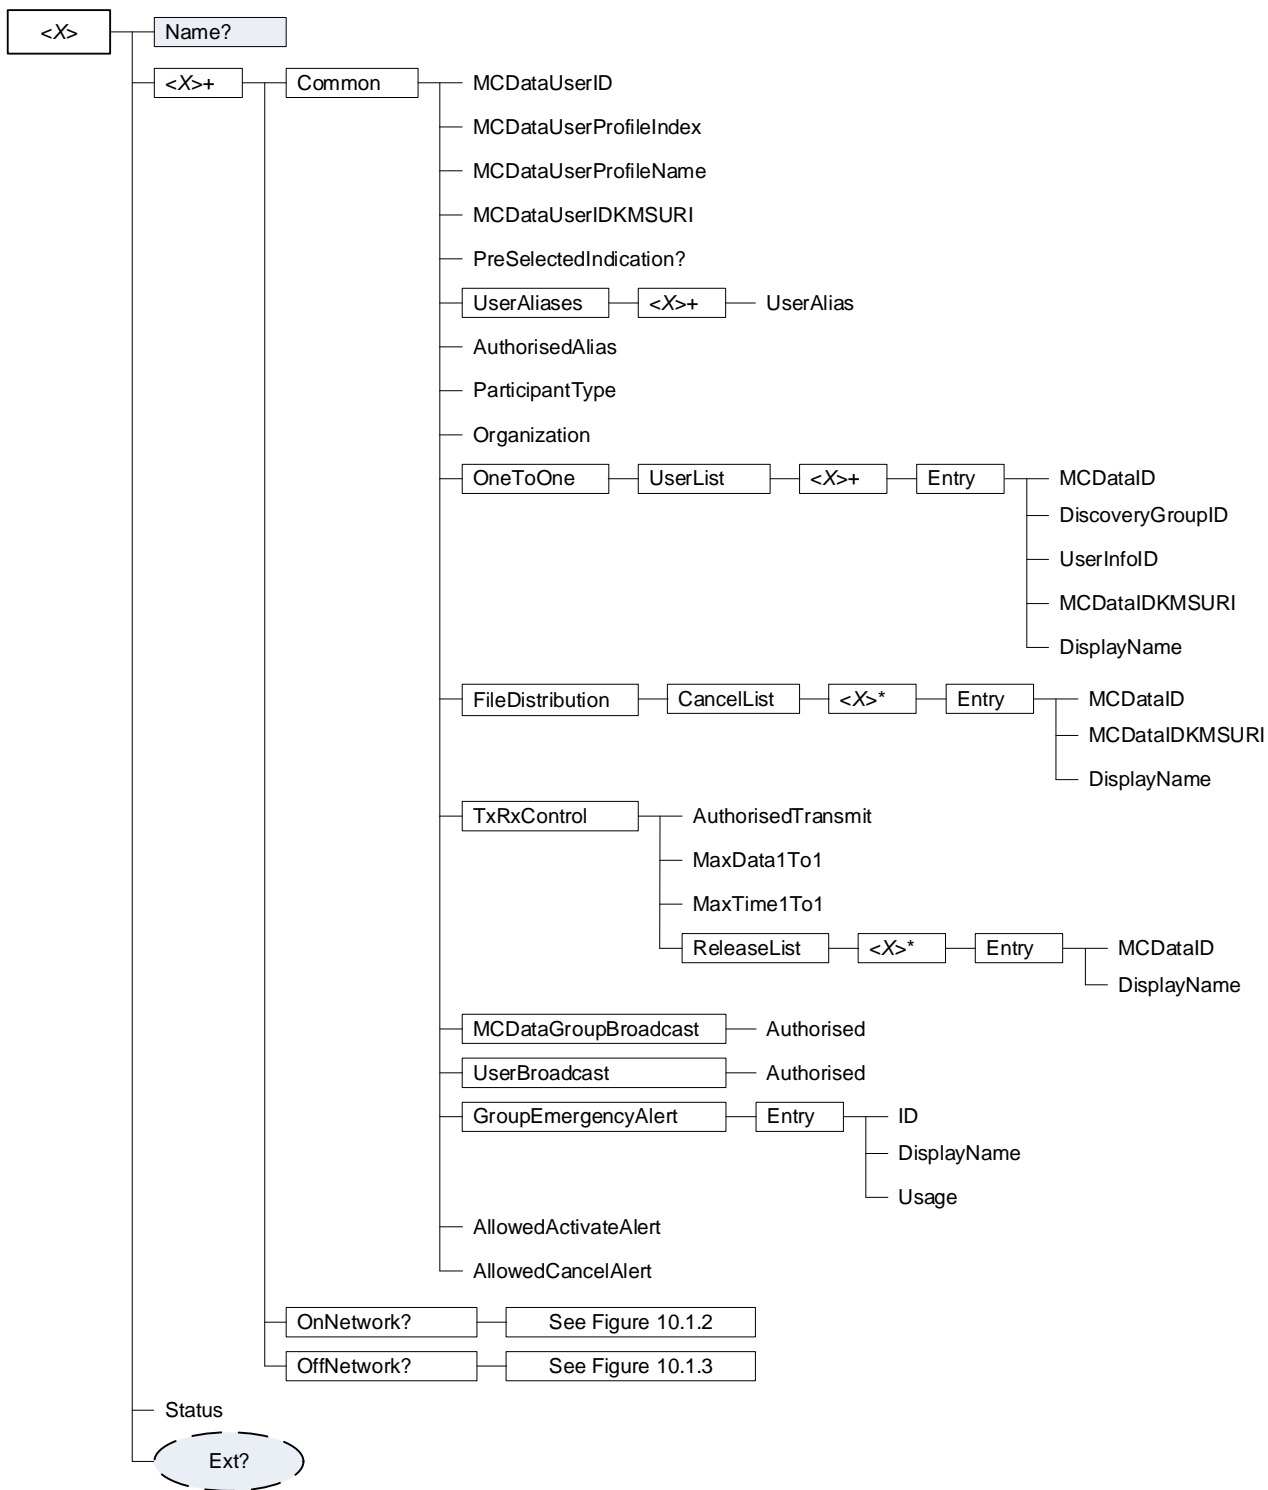 <X>
Name?
<X>+
Common
MCDataUserID
MCDataUserProfileIndex
MCDataUserProfileName
MCDataUserIDKMSURI
PreSelectedIndication?
UserAliases
<X>+
UserAlias
AuthorisedAlias
ParticipantType
Organization
OneToOne
UserList
<X>+
Entry
MCDataID
DiscoveryGroupID
UserInfoID
MCDataIDKMSURI
DisplayName
FileDistribution
CancelList
<X>*
Entry
MCDataID
MCDataIDKMSURI
DisplayName
TxRxControl
AuthorisedTransmit
MaxData1To1
MaxTime1To1
ReleaseList
<X>*
Entry
MCDataID
DisplayName
MCDataGroupBroadcast
Authorised
UserBroadcast
Authorised
GroupEmergencyAlert
Entry
ID
DisplayName
Usage
AllowedActivateAlert
AllowedCancelAlert
OnNetwork?
See Figure 10.1.2
OffNetwork?
See Figure 10.1.3
Status
Ext?